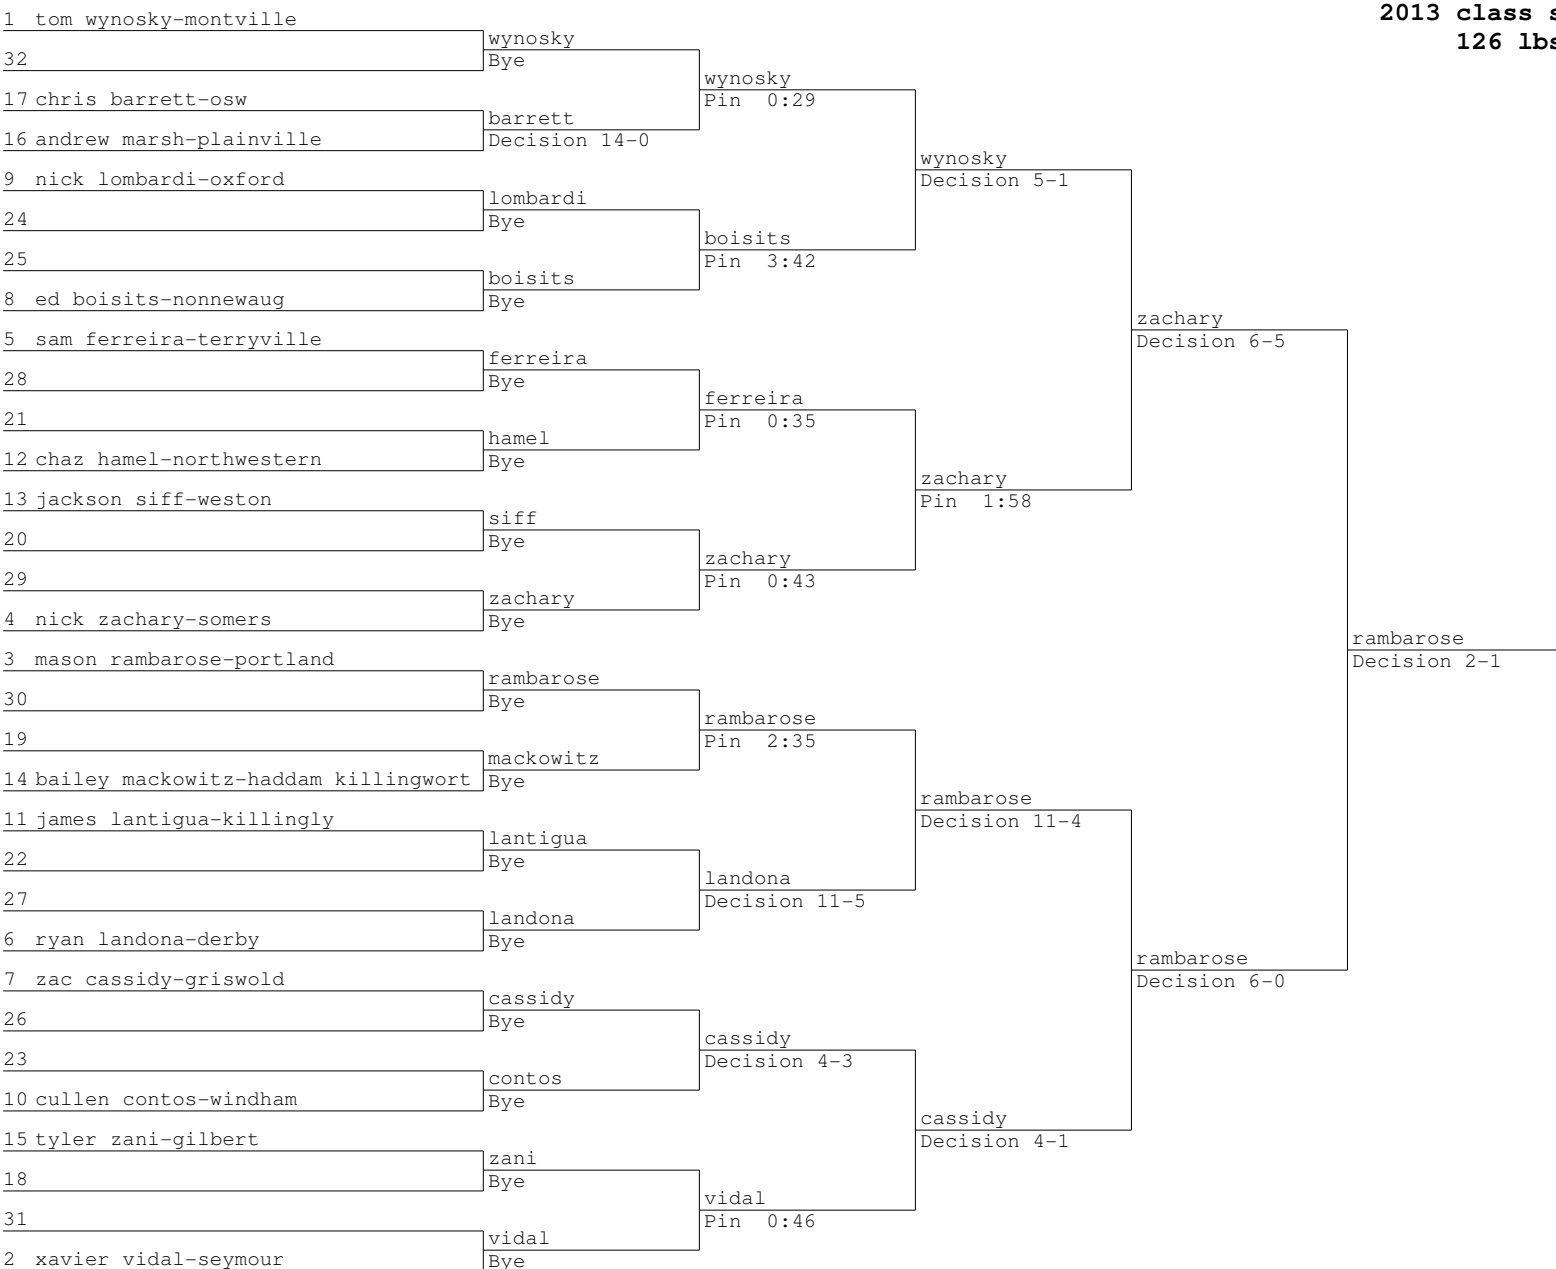 2013 class s
126 lbs
1 tom wynosky-montville
32
17 chris barrett-osw
16 andrew marsh-plainville
9 nick lombardi-oxford
24
25
8 ed boisits-nonnewaug
5 sam ferreira-terryville
28
21
12 chaz hamel-northwestern
13 jackson siff-weston
20
29
4 nick zachary-somers
3 mason rambarose-portland
30
19
14 bailey mackowitz-haddam killingwort
11 james lantigua-killingly
22
27
6 ryan landona-derby
7 zac cassidy-griswold
26
23
10 cullen contos-windham
15 tyler zani-gilbert
18
31
2 xavier vidal-seymour
wynosky
Bye
barrett
Decision 14-0
lombardi
Bye
boisits
Bye
ferreira
Bye
hamel
Bye
siff
Bye
zachary
Bye
rambarose
Bye
mackowitz
Bye
lantigua
Bye
landona
Bye
cassidy
Bye
contos
Bye
zani
Bye
vidal
Bye
wynosky
Pin 0:29
boisits
Pin 3:42
ferreira
Pin 0:35
zachary
Pin 0:43
rambarose
Pin 2:35
landona
Decision 11-5
cassidy
Decision 4-3
vidal
Pin 0:46
wynosky
Decision 5-1
zachary
Pin 1:58
rambarose
Decision 11-4
cassidy
Decision 4-1
zachary
Decision 6-5
rambarose
Decision 6-0
rambarose
Decision 2-1